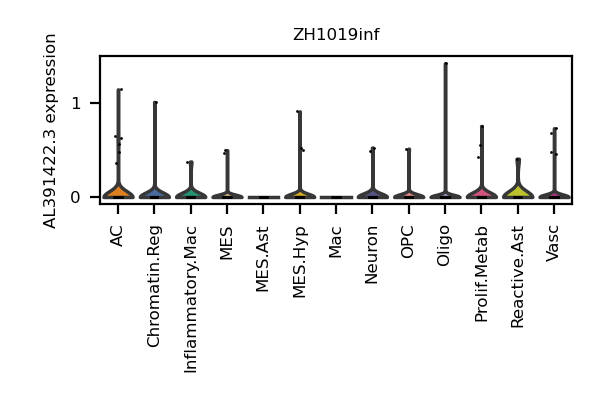 ZH1019inf
AL391422.3 expression
1
0
AC
Chromatin.Reg
Inflammatory.Mac
MES
MES.Ast
MES.Hyp
Mac
Neuron
OPC
Oligo
Prolif.Metab
Reactive.Ast
Vasc